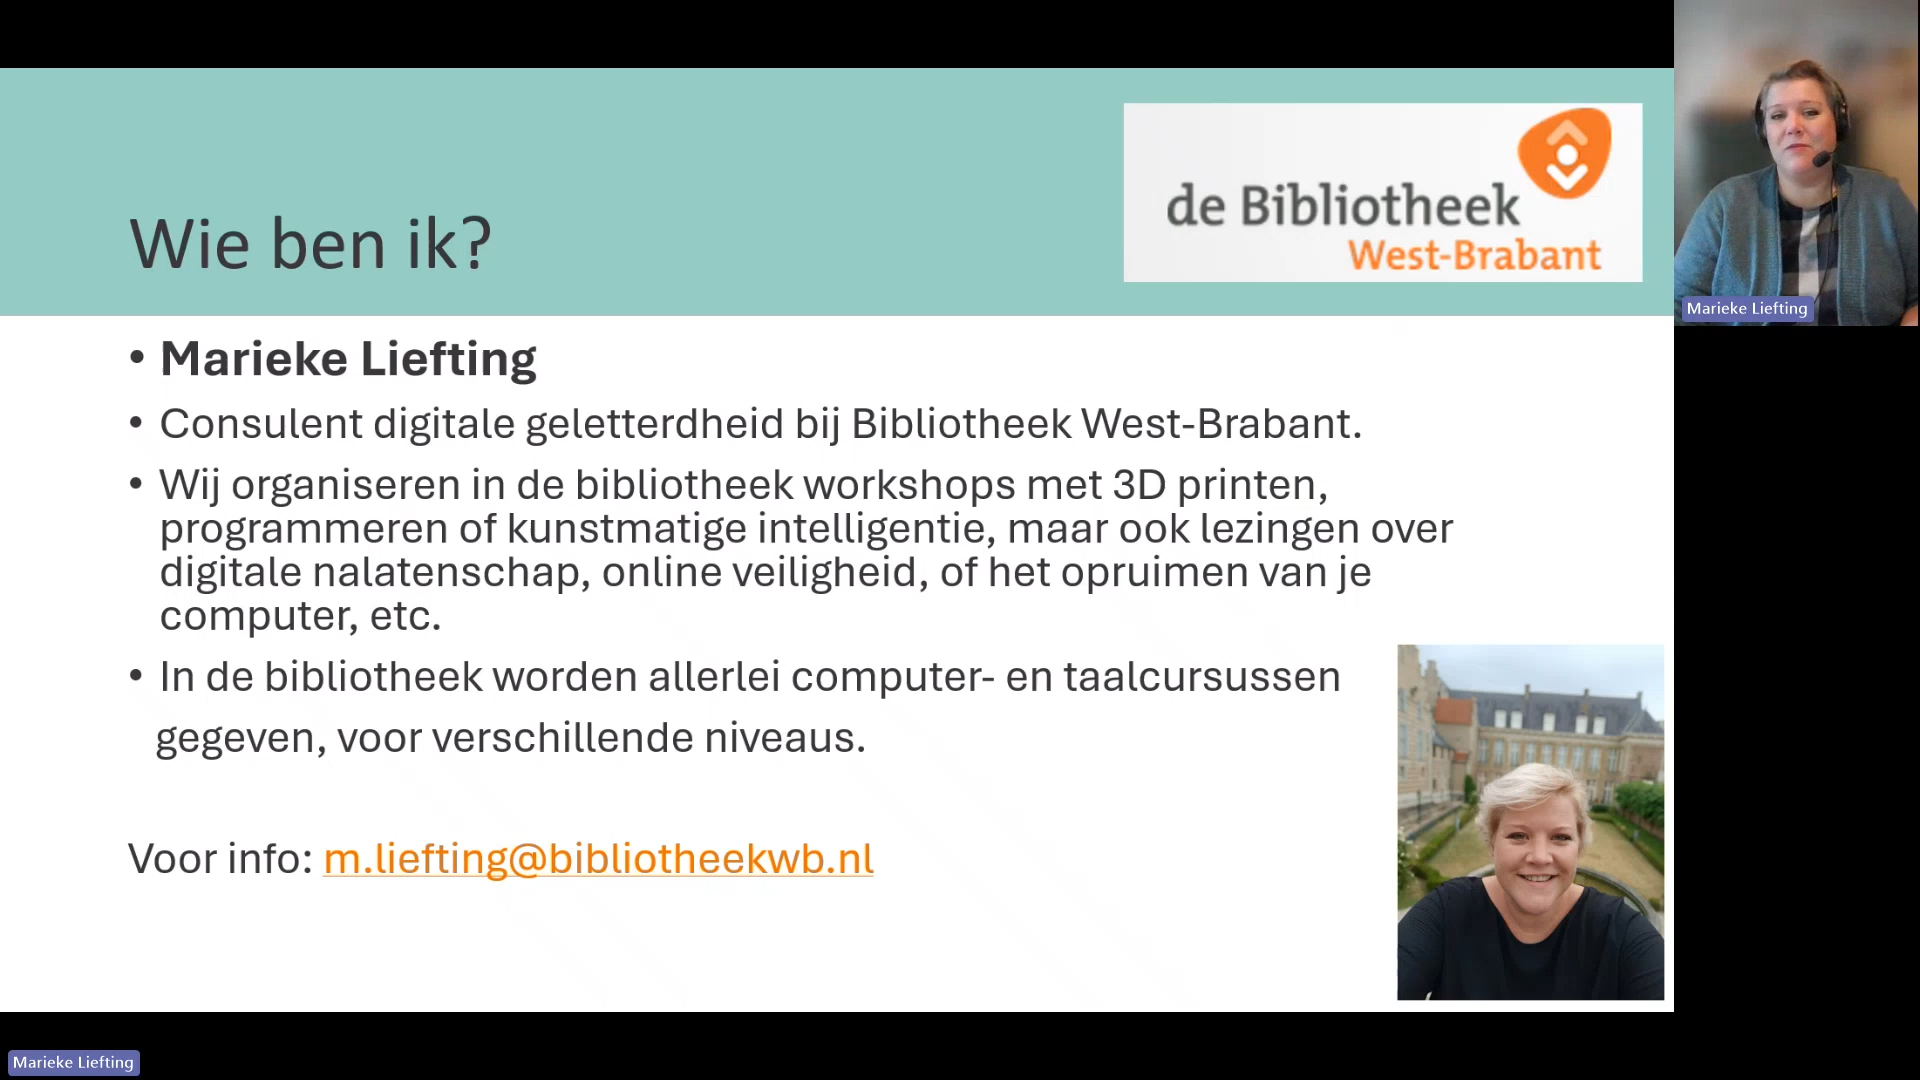 Wie ben ik?
de Bibliotheek
West-Brabant
Marieke Liefting
• Marieke Liefting
• Consulent digitale geletterdheid bij Bibliotheek West-Brabant.
• Wij organiseren in de bibliotheek workshops met 3D printen,
programmeren of kunstmatige intelligentie, maar ook lezingen over
digitale nalatenschap, online veiligheid, of het opruimen van je
computer, etc.
• In de bibliotheek worden allerlei computer- en taalcursussen
gegeven, voor verschillende niveaus.
Voor info: m.liefting@bibliotheekwb.nl
Marieke Liefting